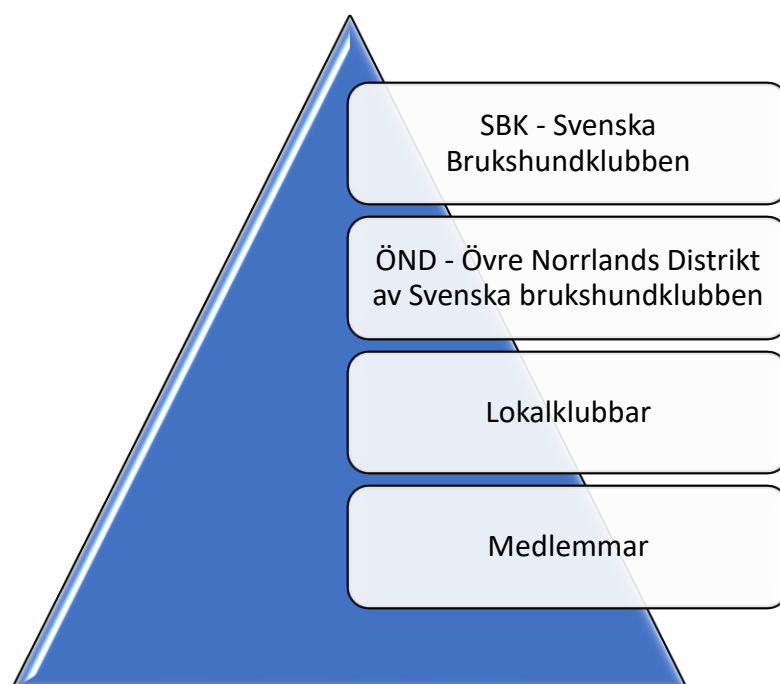 SBK - Svenska
Brukshundklubben
ÖND - Övre Norrlands Distrikt
av Svenska brukshundklubben
Lokalklubbar
Medlemmar